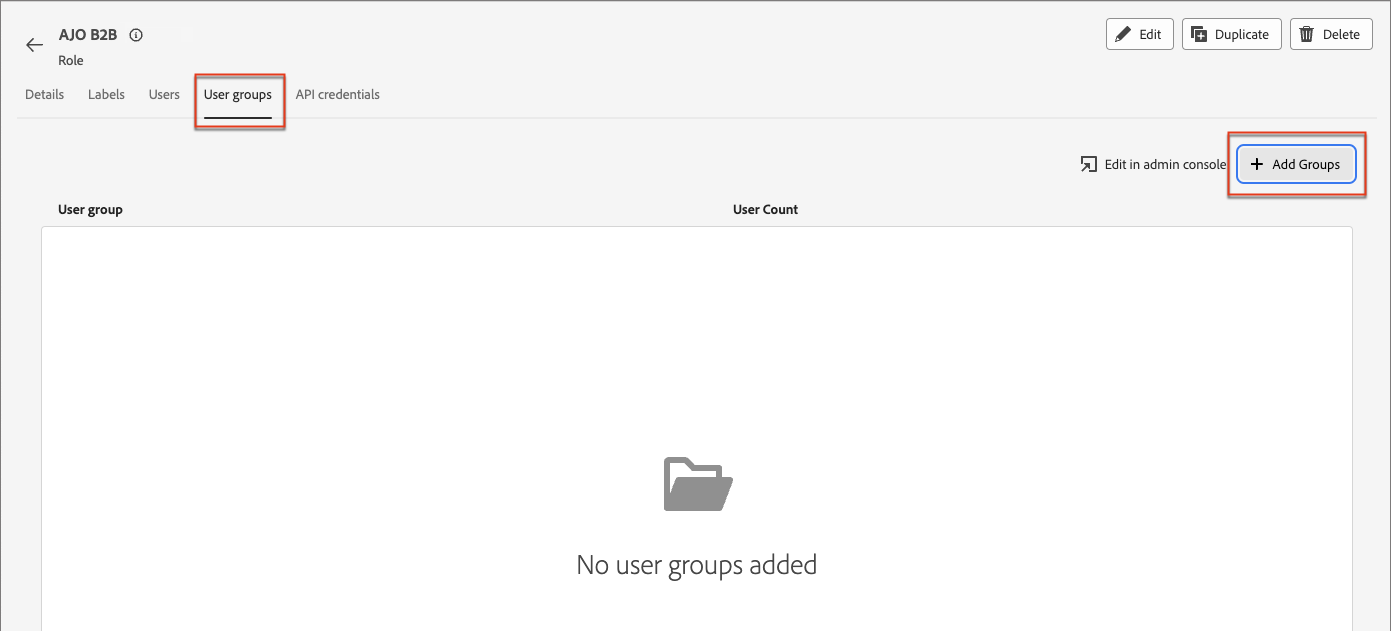 AJO B2B
Role
Edit
Duplicate
Delete
Details
Labels
Users
User groups
API credentials
Edit in admin console
Add Groups
User group
User Count
No user groups added